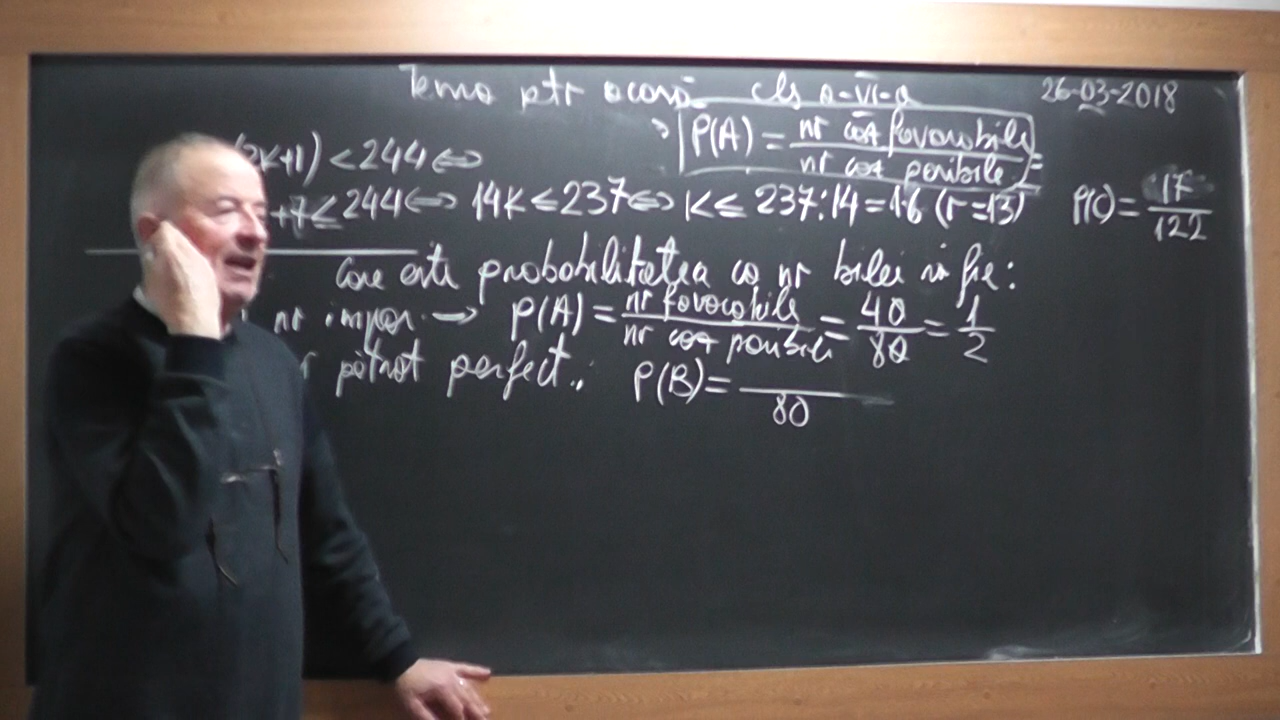 Tema ptr acasă cls a-VI-a 26-03-2018
P(A) = nr caz favorabile / nr caz posibile
(2k+1) < 244 ⇔
+7 ≤ 244 ⇔ 14k ≤ 237 ⇔ k ≤ 237:14 = 16 (r=13) P(C) = 17/122
Care este probabilitatea ca nr bilei să fie:
nr impar → P(A) = nr favorabile / nr caz posibile = 40/80 = 1/2
pătrat perfect.; P(B) = /80